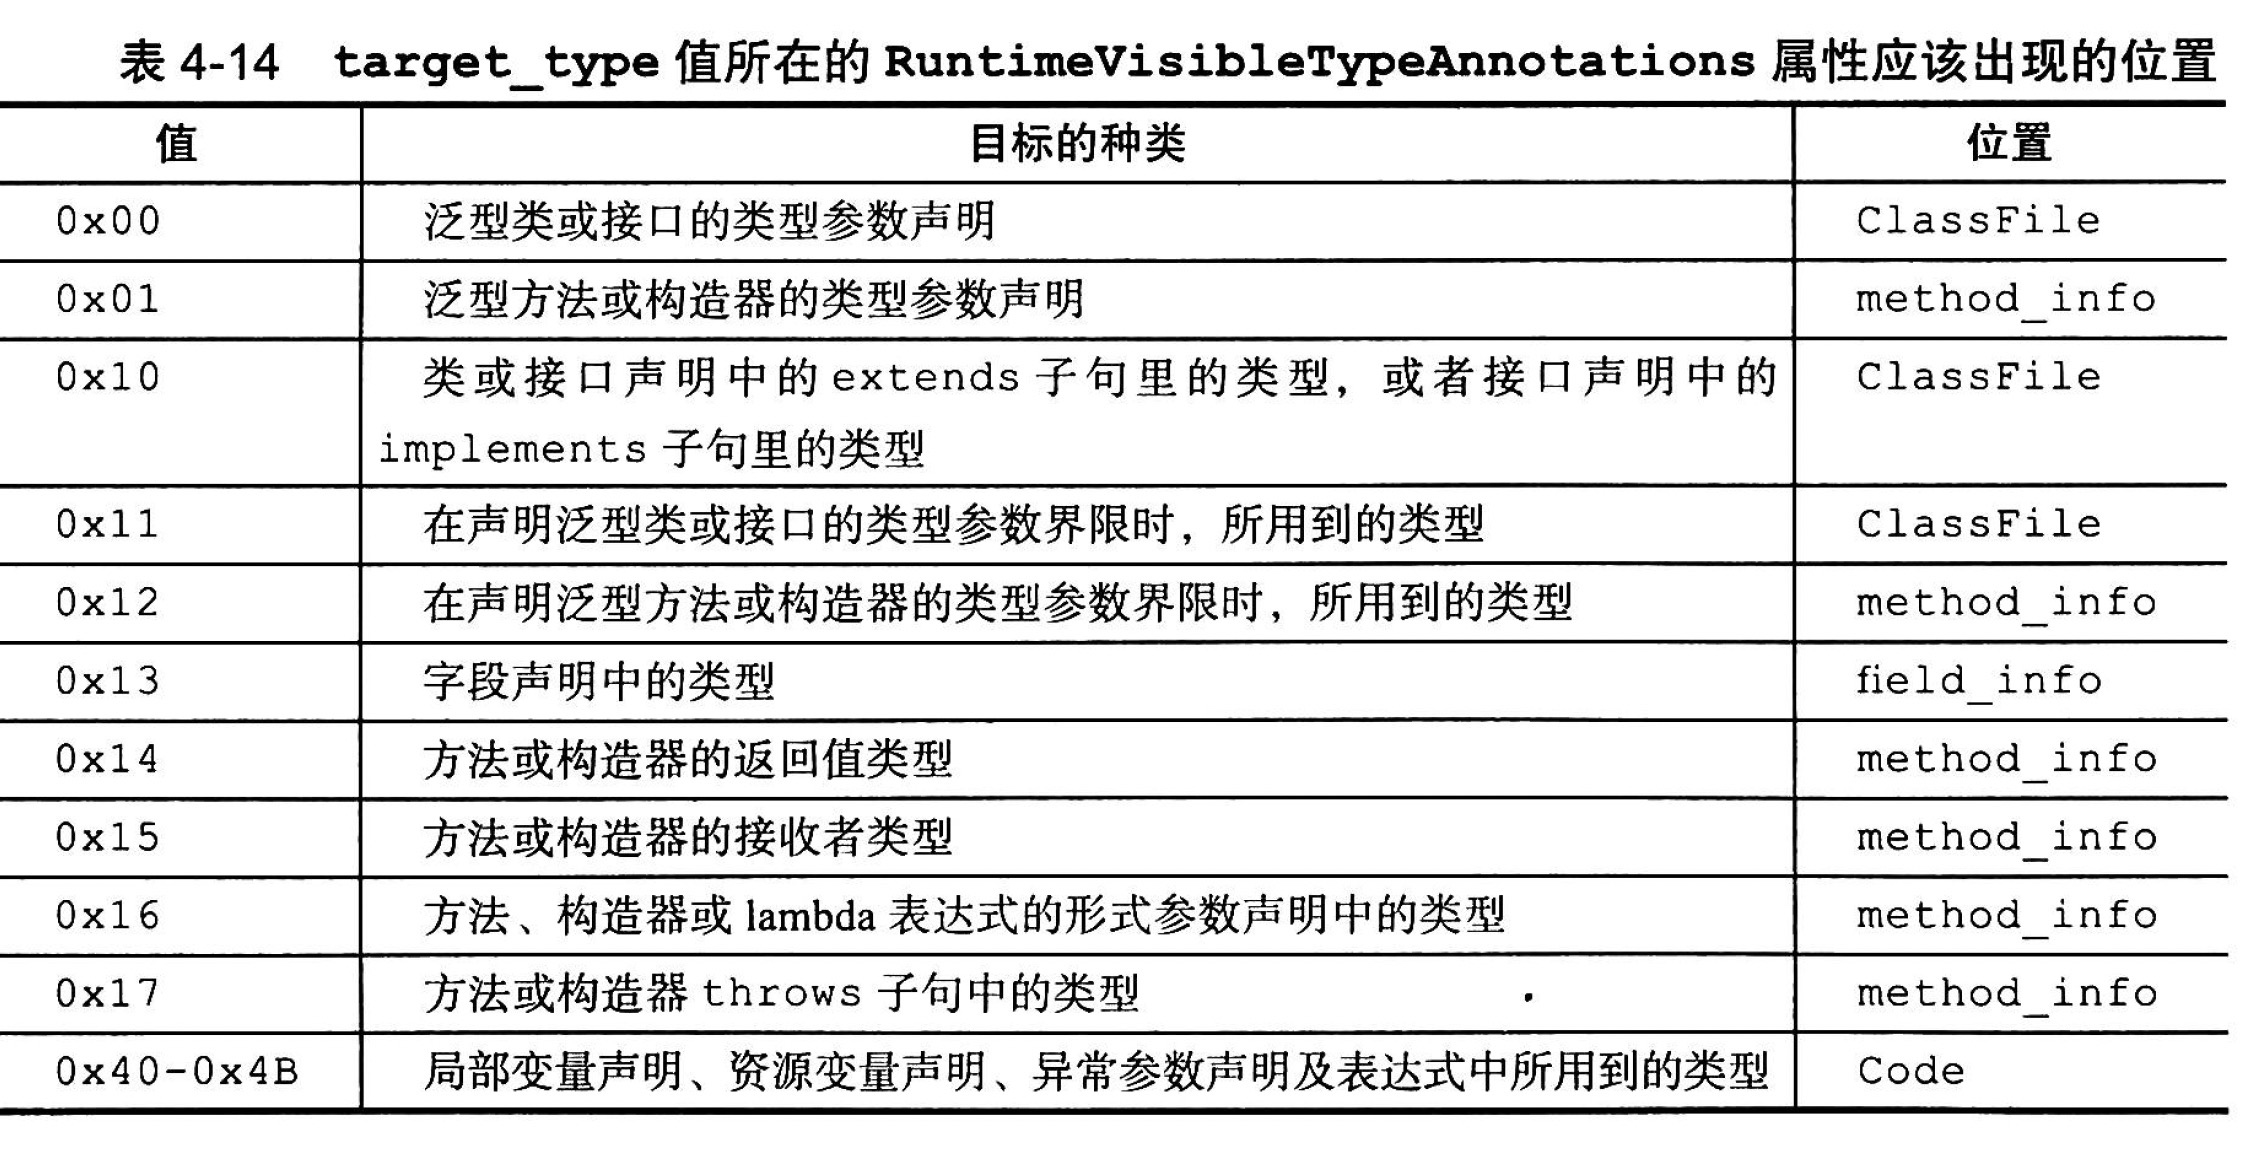 表 4-14 target_type 值所在的 RuntimeVisibleTypeAnnotations 属性应该出现的位置
值 目标的种类 位置
0x00 泛型类或接口的类型参数声明 ClassFile
0x01 泛型方法或构造器的类型参数声明 method_info
0x10 类或接口声明中的 extends 子句里的类型，或者接口声明中的 ClassFile
implements 子句里的类型
0x11 在声明泛型类或接口的类型参数界限时，所用到的类型 ClassFile
0x12 在声明泛型方法或构造器的类型参数界限时，所用到的类型 method_info
0x13 字段声明中的类型 field_info
0x14 方法或构造器的返回值类型 method_info
0x15 方法或构造器的接收者类型 method_info
0x16 方法、构造器或 lambda 表达式的形式参数声明中的类型 method_info
0x17 方法或构造器 throws 子句中的类型 method_info
0x40-0x4B 局部变量声明、资源变量声明、异常参数声明及表达式中所用到的类型 Code